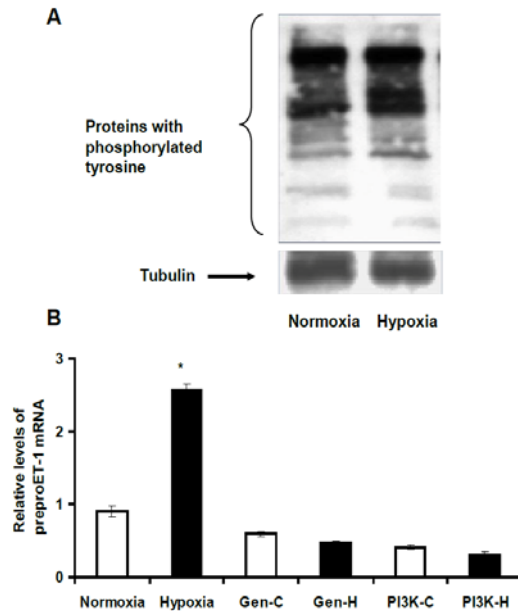 A
Proteins with
phosphorylated
tyrosine
Tubulin
Normoxia Hypoxia
B
Relative levels of
preproET-1 mRNA
3
2
1
0
*
Normoxia Hypoxia Gen-C Gen-H PI3K-C PI3K-H